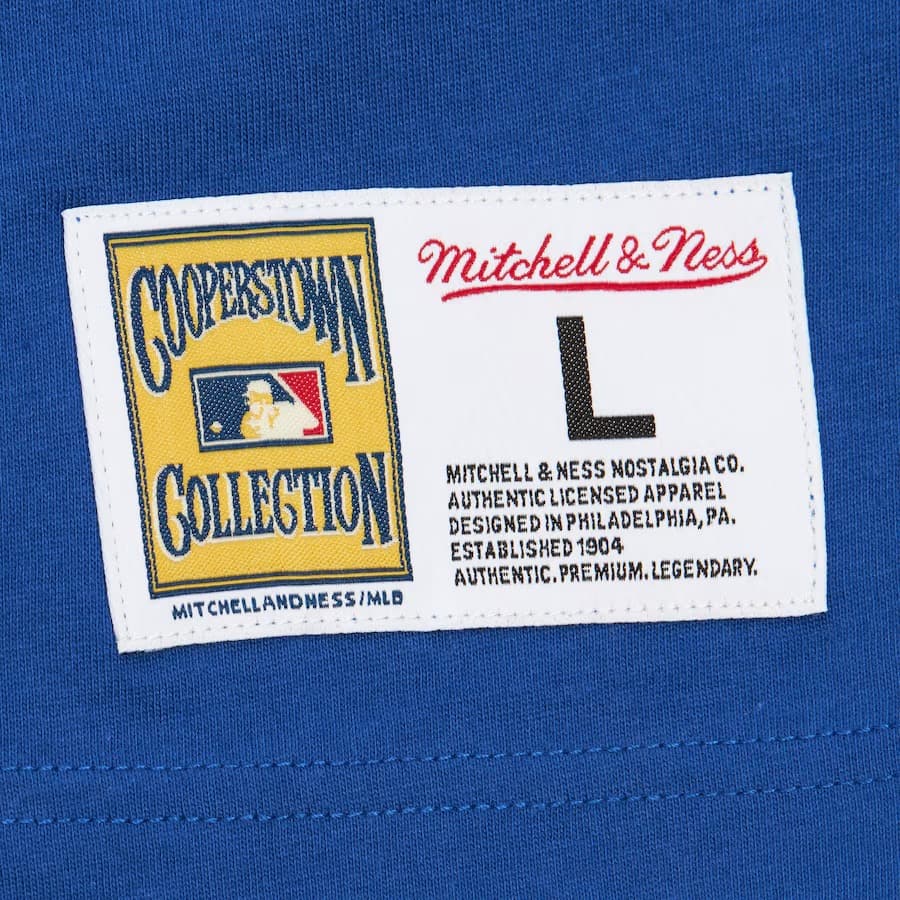 COOPERSTOWN
COLLECTION
MITCHELLANDNESS/MLB
Mitchell & Ness
L
MITCHELL & NESS NOSTALGIA CO.
AUTHENTIC LICENSED APPAREL
DESIGNED IN PHILADELPHIA, PA.
ESTABLISHED 1904
AUTHENTIC. PREMIUM. LEGENDARY.